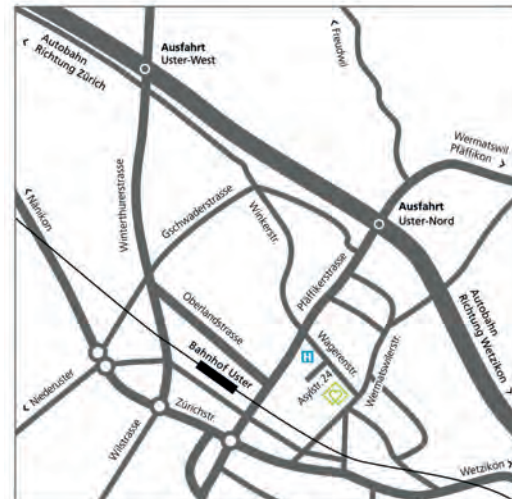 Ausfahrt
Uster-West
< Autobahn
Richtung Zürich
< Freudwil
Wermatswil
Pfäffikon >
Ausfahrt
Uster-Nord
Winterthurerstrasse
Gschwaderstrasse
Winkerstr.
Pfäffikerstrasse
< Nänikon
Oberlandstrasse
Bahnhof Uster
H
Wagerenstr.
Asylstr. 24
Wermatswilerstr.
Autobahn
Richtung Wetzikon >
< Niederuster
Wilstrasse
Zürichstr.
Wetzikon >